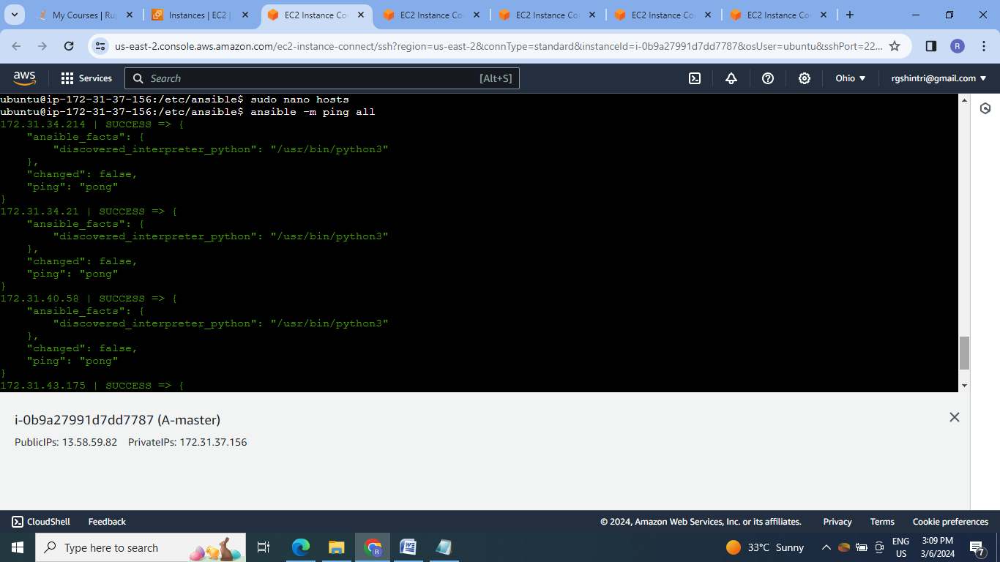 My Courses | Ru
Instances | EC2 |
EC2 Instance Co
EC2 Instance Co
EC2 Instance Co
EC2 Instance Co
EC2 Instance Co
us-east-2.console.aws.amazon.com/ec2-instance-connect/ssh?region=us-east-2&connType=standard&instanceId=i-0b9a27991d7dd7787&osUser=ubuntu&sshPort=22...
R
aws
Services
Search
[Alt+S]
Ohio
rgshintri@gmail.com
ubuntu@ip-172-31-37-156:/etc/ansible$ sudo nano hosts
ubuntu@ip-172-31-37-156:/etc/ansible$ ansible -m ping all
172.31.34.214 | SUCCESS => {
    "ansible_facts": {
        "discovered_interpreter_python": "/usr/bin/python3"
    },
    "changed": false,
    "ping": "pong"
}
172.31.34.21 | SUCCESS => {
    "ansible_facts": {
        "discovered_interpreter_python": "/usr/bin/python3"
    },
    "changed": false,
    "ping": "pong"
}
172.31.40.58 | SUCCESS => {
    "ansible_facts": {
        "discovered_interpreter_python": "/usr/bin/python3"
    },
    "changed": false,
    "ping": "pong"
}
172.31.43.175 | SUCCESS => {
i-0b9a27991d7dd7787 (A-master)
PublicIPs: 13.58.59.82 PrivateIPs: 172.31.37.156
CloudShell
Feedback
© 2024, Amazon Web Services, Inc. or its affiliates.
Privacy
Terms
Cookie preferences
Type here to search
R
33°C Sunny
ENG
US
3:09 PM
3/6/2024
7